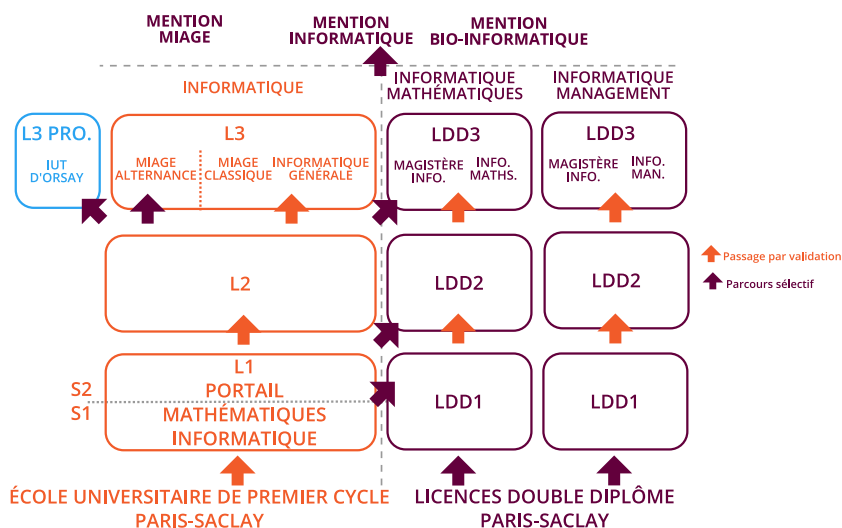 MENTION
MIAGE
MENTION
INFORMATIQUE
MENTION
BIO-INFORMATIQUE
INFORMATIQUE
INFORMATIQUE
MATHÉMATIQUES
INFORMATIQUE
MANAGEMENT
L3 PRO.
IUT
D'ORSAY
L3
MIAGE
ALTERNANCE
MIAGE
CLASSIQUE
INFORMATIQUE
GÉNÉRALE
LDD3
MAGISTÈRE
INFO.
INFO.
MATHS.
LDD3
MAGISTÈRE
INFO.
INFO.
MAN.
L2
LDD2
LDD2
Passage par validation
Parcours sélectif
S2
S1
L1
PORTAIL
MATHÉMATIQUES
INFORMATIQUE
LDD1
LDD1
ÉCOLE UNIVERSITAIRE DE PREMIER CYCLE
PARIS-SACLAY
LICENCES DOUBLE DIPLÔME
PARIS-SACLAY